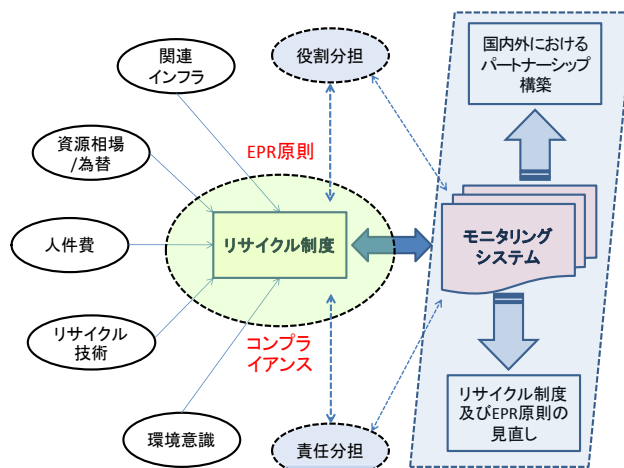 関連
インフラ
役割分担
国内外における
パートナーシップ
構築
資源相場
/為替
EPR原則
人件費
リサイクル制度
モニタリング
システム
リサイクル
技術
コンプラ
イアンス
リサイクル制度
及びEPR原則の
見直し
環境意識
責任分担